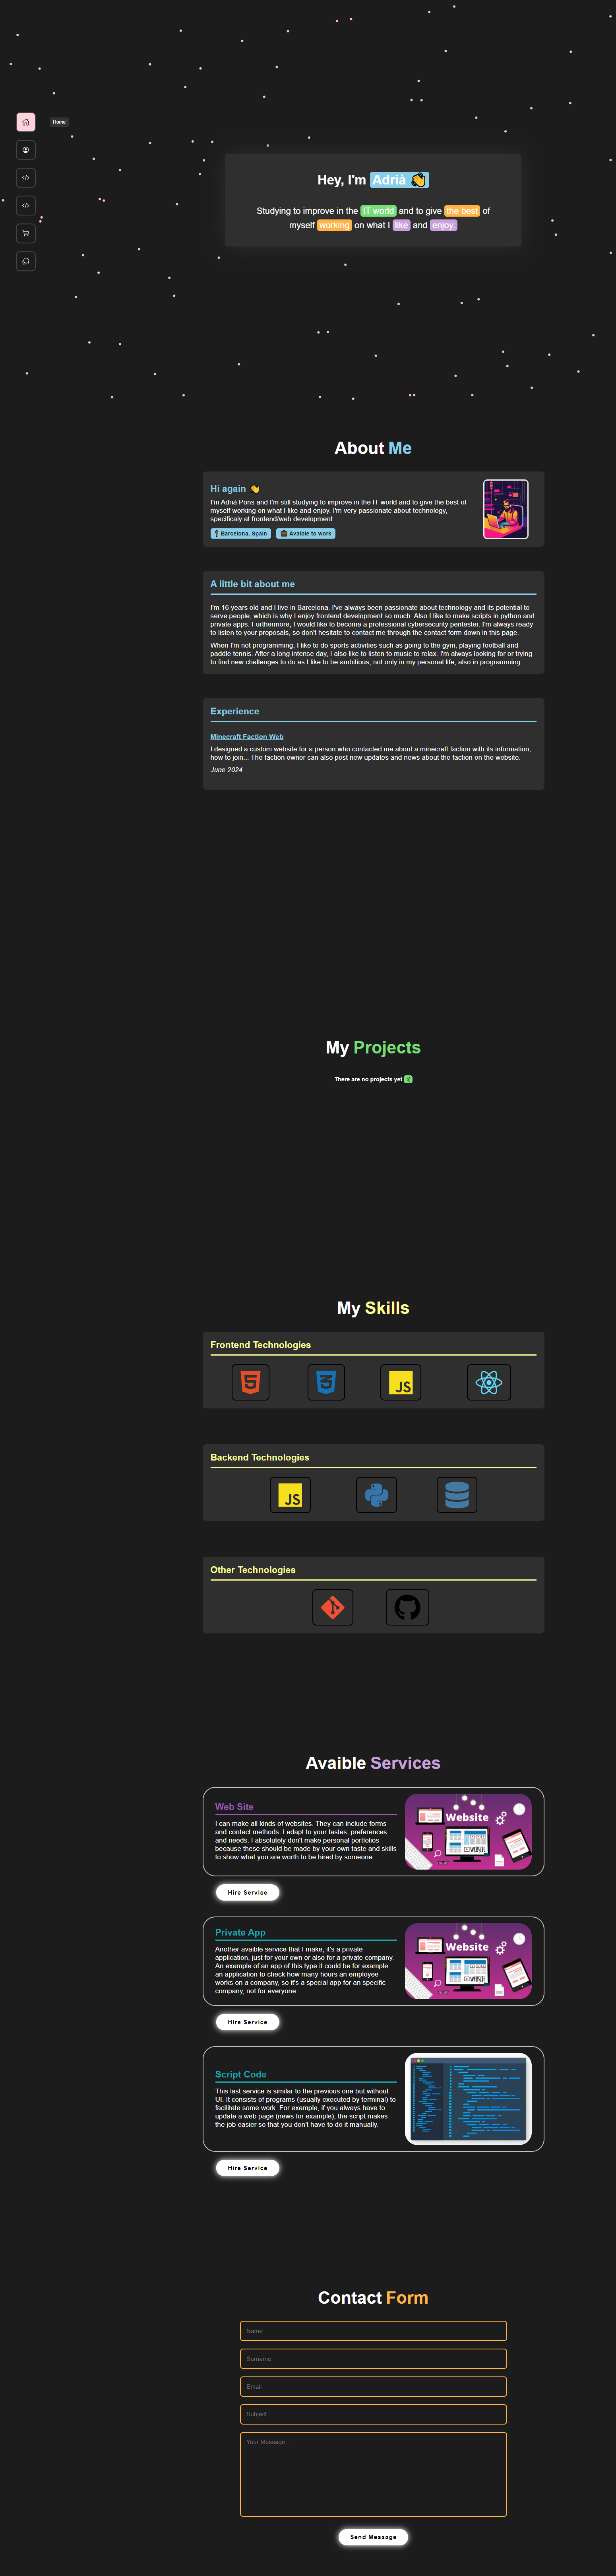 Home
Hey, I'm Adrià 👋
Studying to improve in the IT world and to give the best of
myself working on what I like and enjoy.
About Me
Hi again 👋
I'm Adrià Pons and I'm still studying to improve in the IT world and to give the best of
myself working on what I like and enjoy. I'm very passionate about technology,
specificaly at frontend/web development.
📍 Barcelona, Spain 💼 Avaible to work
A little bit about me
I'm 16 years old and I live in Barcelona. I've always been passionate about technology and its potential to
serve people, which is why I enjoy frontend development so much. Also I like to make scripts in python and
private apps. Furthermore, I would like to become a professional cybersecurity pentester. I'm always ready
to listen to your proposals, so don't hesitate to contact me through the contact form down in this page.
When I'm not programming, I like to do sports activities such as going to the gym, playing football and
paddle tennis. After a long intense day, I also like to listen to music to relax. I'm always looking for or trying
to find new challenges to do as I like to be ambitious, not only in my personal life, also in programming.
Experience
Minecraft Faction Web
I designed a custom website for a person who contacted me about a minecraft faction with its information,
how to join... The faction owner can also post new updates and news about the faction on the website.
June 2024
My Projects
There are no projects yet :(
My Skills
Frontend Technologies
JS
Backend Technologies
JS
Other Technologies
Avaible Services
Web Site
I can make all kinds of websites. They can include forms
and contact methods. I adapt to your tastes, preferences
and needs. I absolutely don't make personal portfolios
because these should be made by your own taste and skills
to show what you are worth to be hired by someone.
Website
Hire Service
Private App
Another avaible service that I make, it's a private
application, just for your own or also for a private company.
An example of an app of this type it could be for example
an application to check how many hours an employee
works on a company, so it's a special app for an specific
company, not for everyone.
Website
Hire Service
Script Code
This last service is similar to the previous one but without
UI. It consists of programs (usually executed by terminal) to
facilitate some work. For example, if you always have to
update a web page (news for example), the script makes
the job easier so that you don't have to do it manually.
Hire Service
Contact Form
Name
Surname
Email
Subject
Your Message...
Send Message